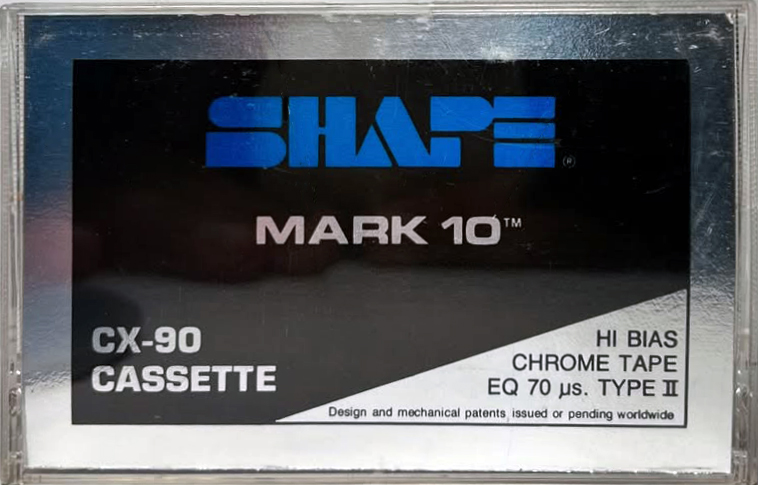 SHAPE®
MARK 10™
CX-90
CASSETTE
HI BIAS
CHROME TAPE
EQ 70 µs. TYPE II
Design and mechanical patents issued or pending worldwide